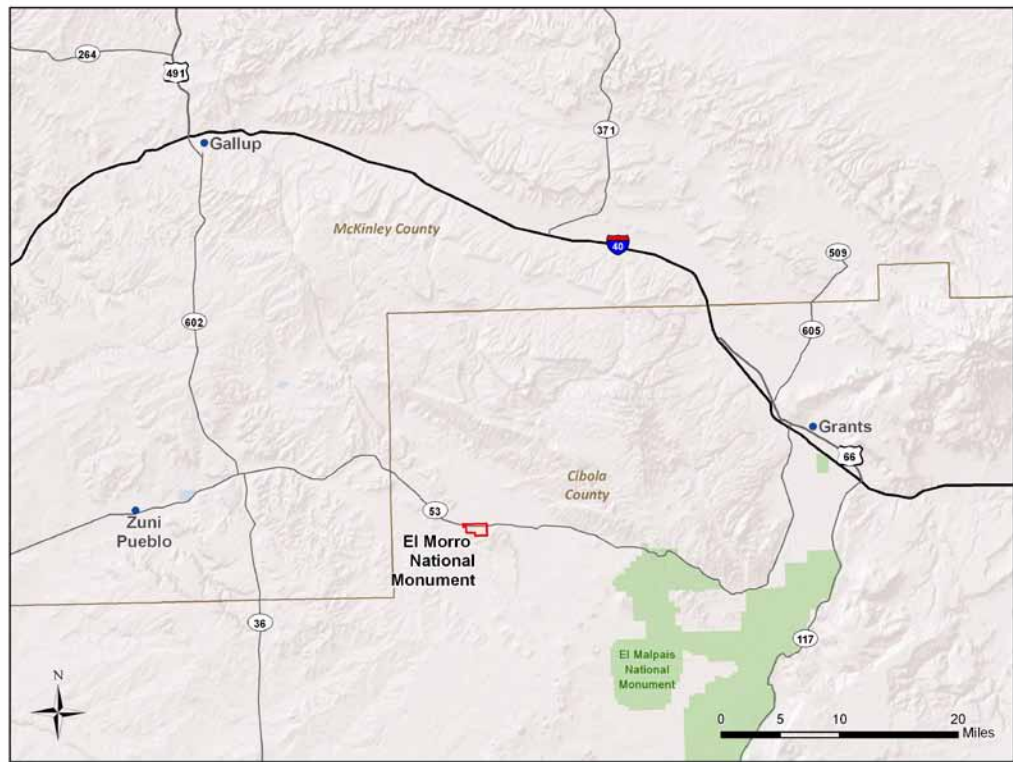 264
491
371
Gallup
McKinley County
40
509
602
605
Grants
66
Cibola
County
53
Zuni
Pueblo
El Morro
National
Monument
36
117
El Malpais
National
Monument
N
0 5 10 20
Miles